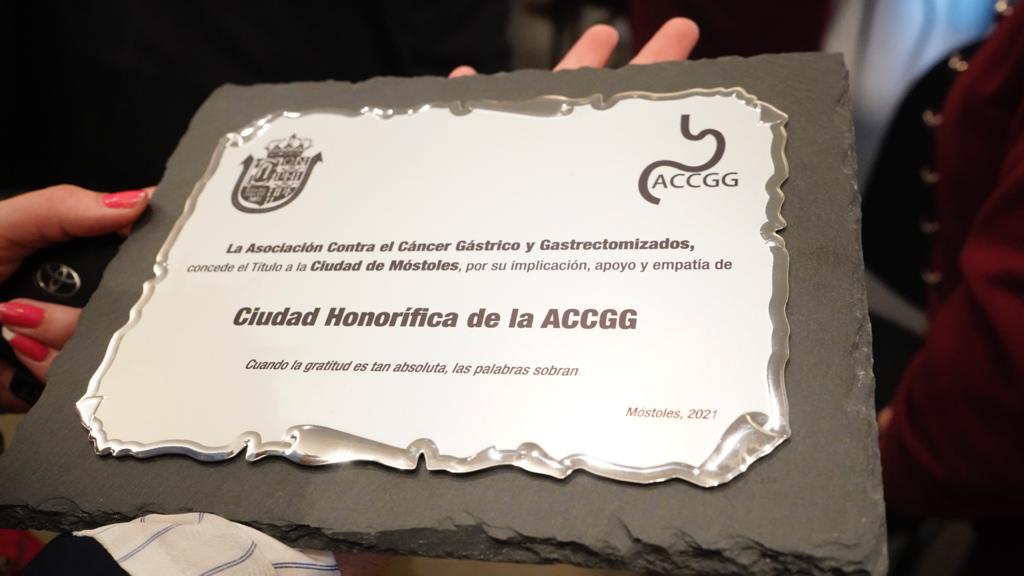 ACCGG
La Asociación Contra el Cáncer Gástrico y Gastrectomizados,
concede el Título a la Ciudad de Móstoles, por su implicación, apoyo y empatía de
Ciudad Honorífica de la ACCGG
Cuando la gratitud es tan absoluta, las palabras sobran
Móstoles, 2021